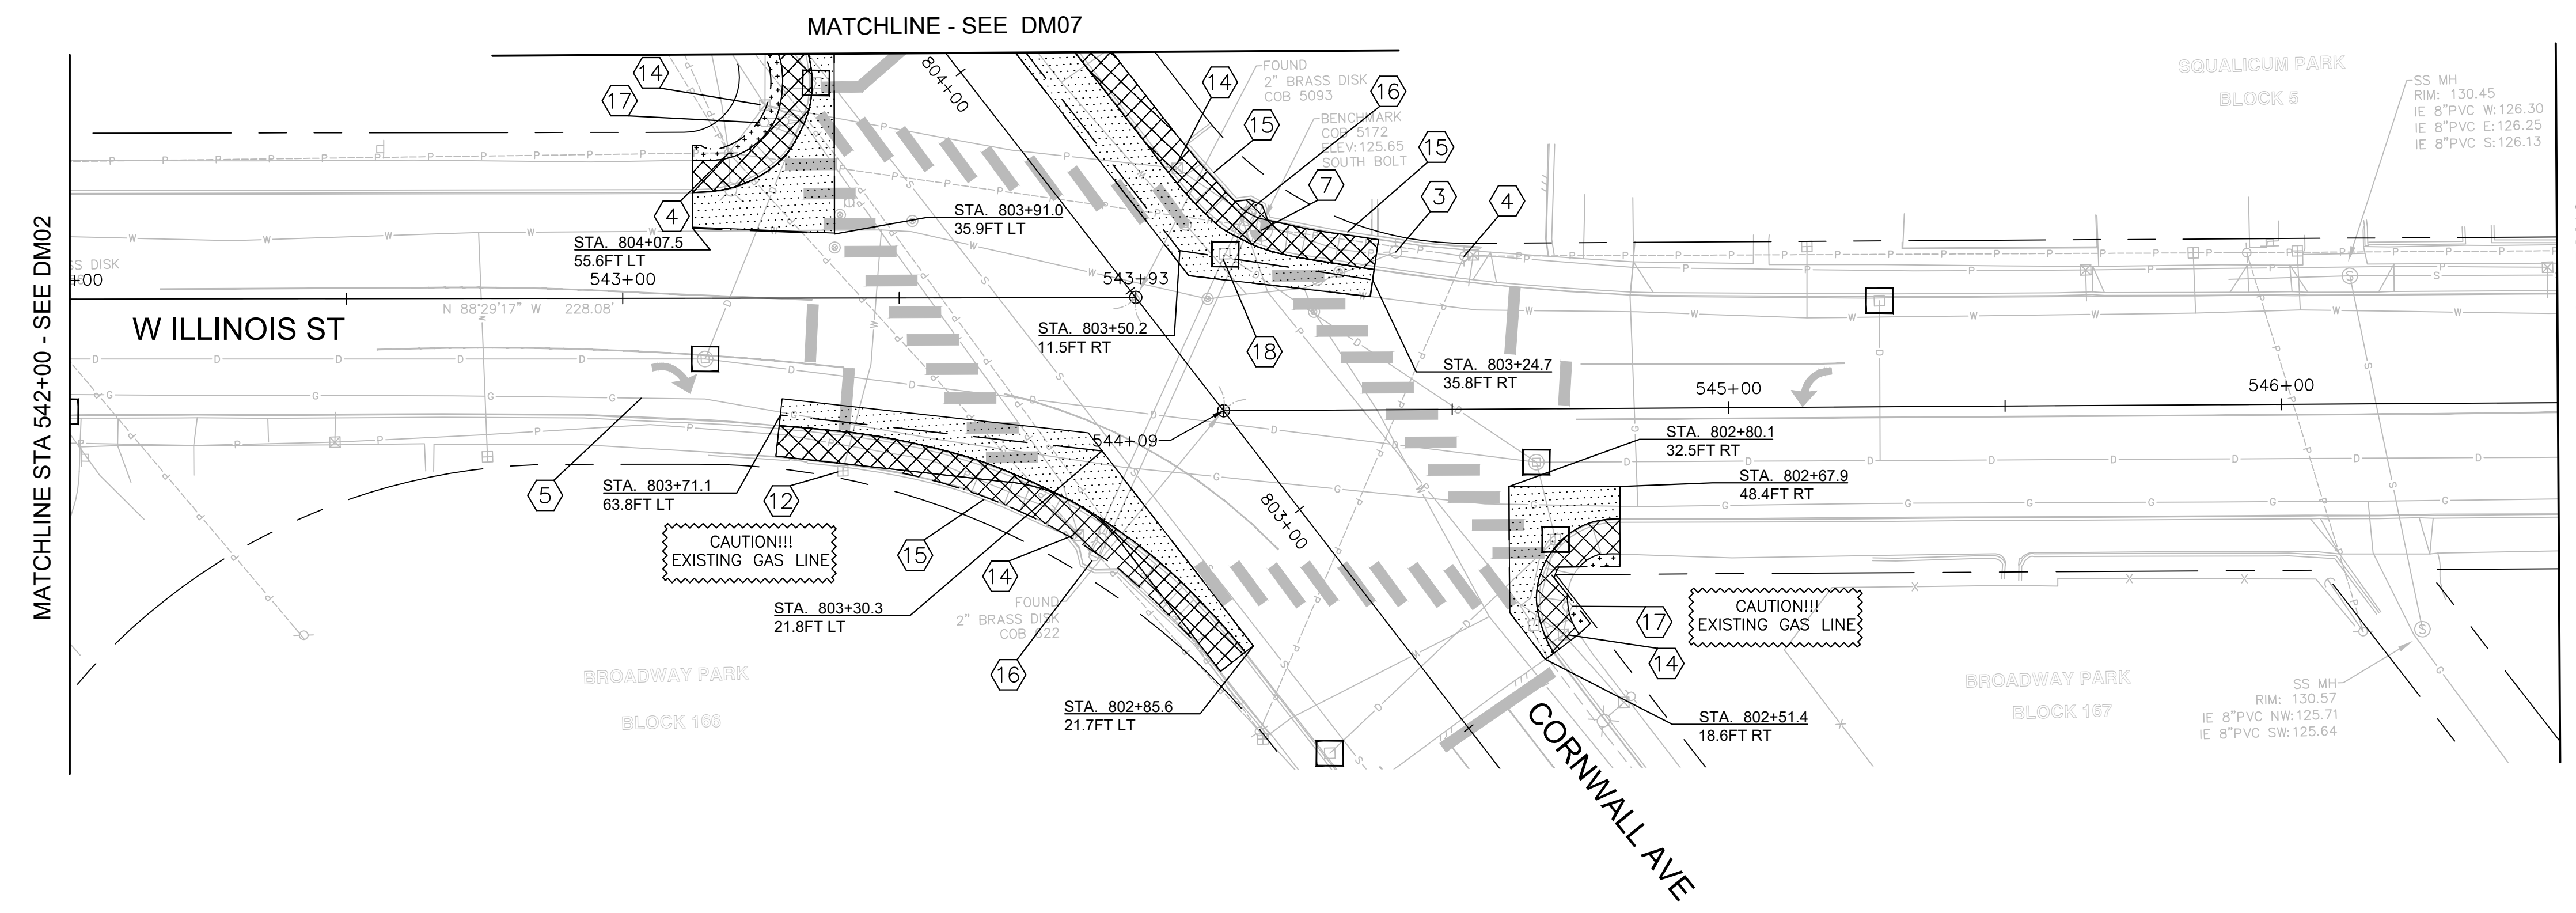 MATCHLINE - SEE DM07
MATCHLINE STA 542+00 - SEE DM02
14
17
4
STA. 804+07.5
55.6FT LT
543+00
804+00
STA. 803+91.0
35.9FT LT
543+93
FOUND
2" BRASS DISK
COB 5093
14
15
16
BENCHMARK
COB 5172
ELEV:125.65
SOUTH BOLT
7
15
3
4
SQUALICUM PARK
BLOCK 5
SS MH
RIM: 130.45
IE 8"PVC W:126.30
IE 8"PVC E:126.25
IE 8"PVC S:126.13
SS DISK
+00
N 88°29'17" W 228.08'
W ILLINOIS ST
STA. 803+50.2
11.5FT RT
18
STA. 803+24.7
35.8FT RT
545+00
546+00
544+09
STA. 802+80.1
32.5FT RT
STA. 802+67.9
48.4FT RT
5
STA. 803+71.1
63.8FT LT
12
803+00
CAUTION!!!
EXISTING GAS LINE
15
14
STA. 803+30.3
21.8FT LT
FOUND
2" BRASS DISK
COB 622
16
STA. 802+85.6
21.7FT LT
17
14
CAUTION!!!
EXISTING GAS LINE
STA. 802+51.4
18.6FT RT
BROADWAY PARK
BLOCK 166
BROADWAY PARK
BLOCK 167
SS MH
RIM: 130.57
IE 8"PVC NW:125.71
IE 8"PVC SW:125.64
CORNWALL AVE